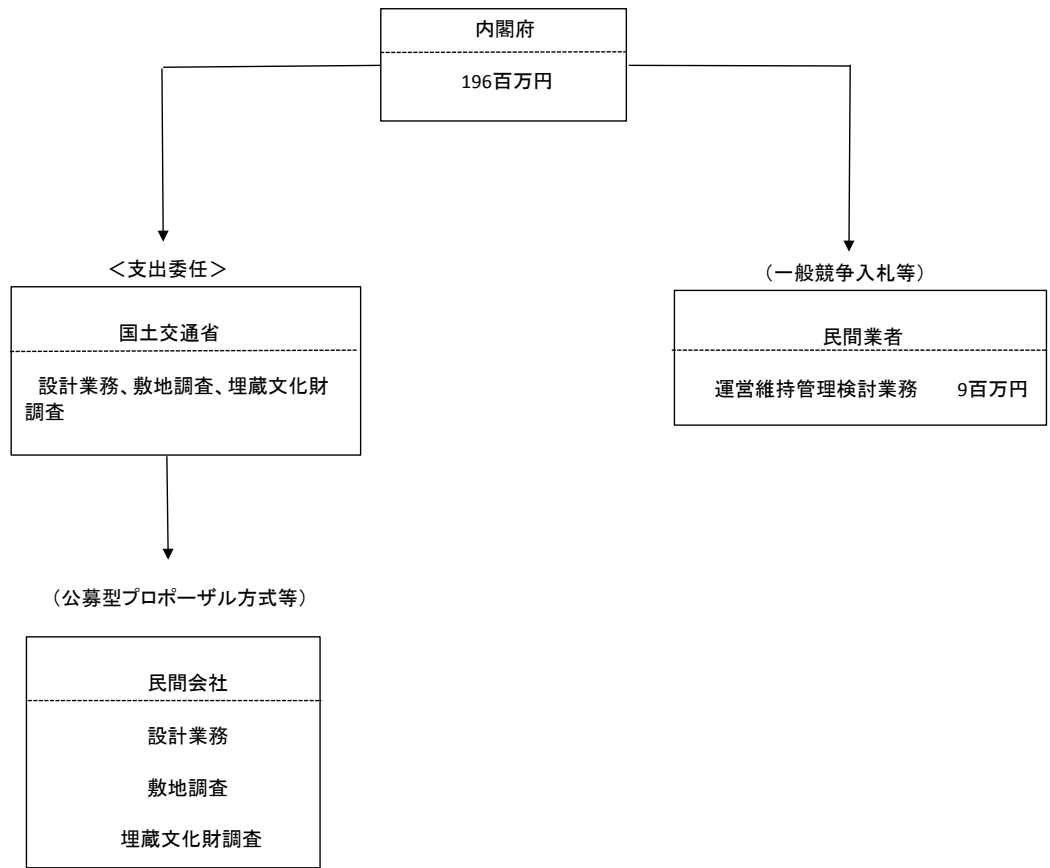 内閣府
196百万円
＜支出委任＞
国土交通省
設計業務、敷地調査、埋蔵文化財
調査
（一般競争入札等）
民間業者
運営維持管理検討業務　　9百万円
（公募型プロポーザル方式等）
民間会社
設計業務
敷地調査
埋蔵文化財調査